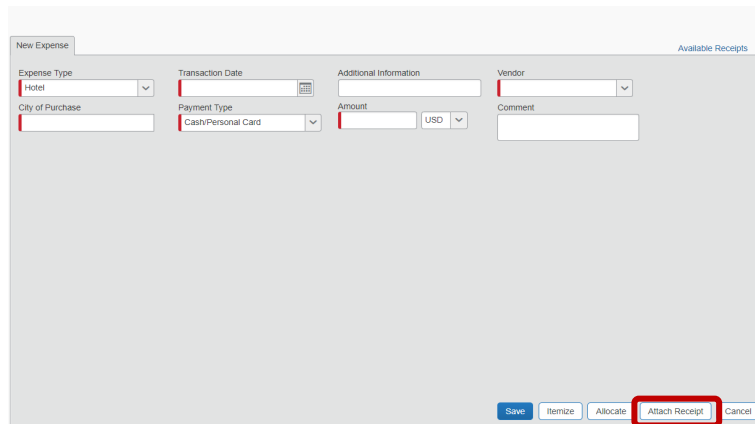 New Expense
Available Receipts
Expense Type Transaction Date Additional Information Vendor
Hotel
City of Purchase Payment Type Amount Comment
Cash/Personal Card USD
Save Itemize Allocate Attach Receipt Cancel